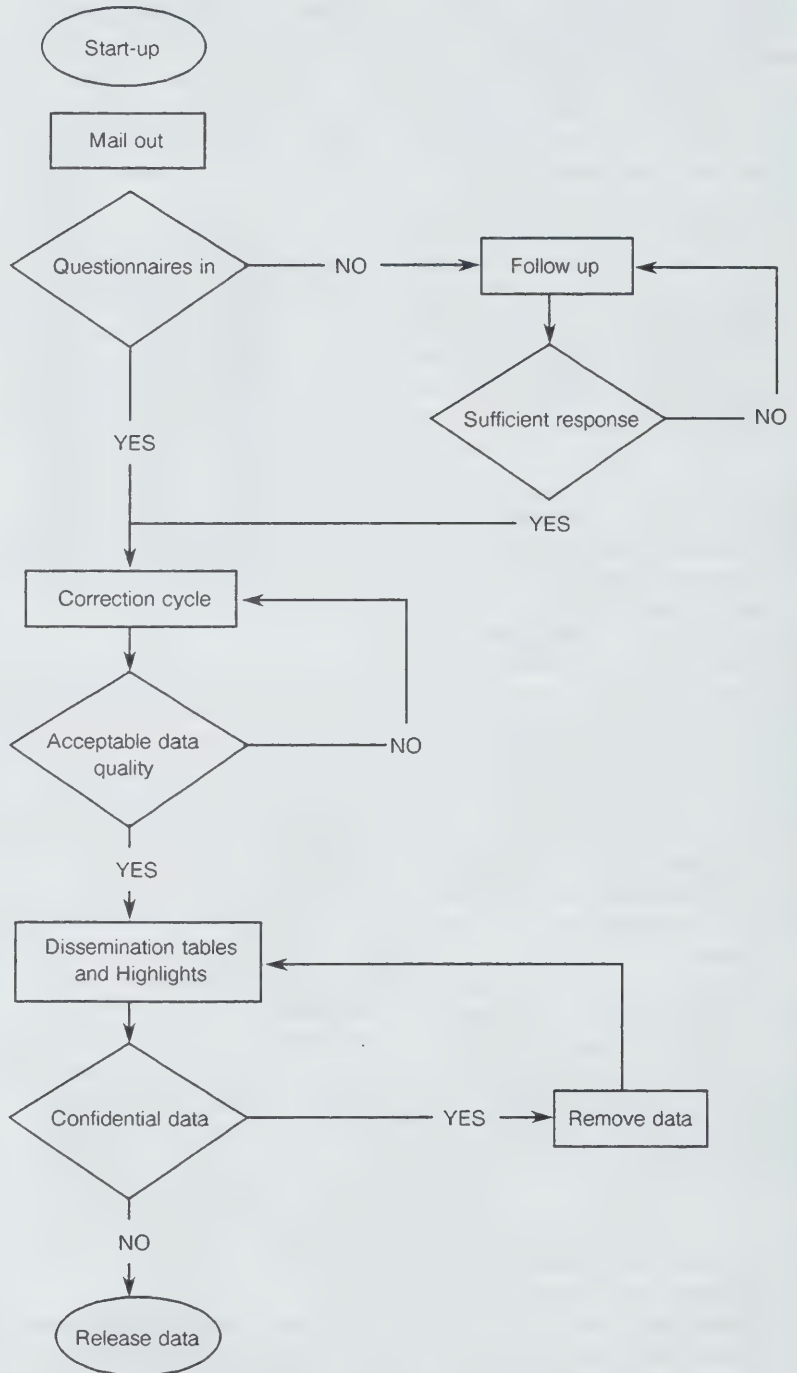 Start-up
Mail out
Questionnaires in
NO
Follow up
Sufficient response
NO
YES
YES
Correction cycle
Acceptable data
quality
NO
YES
Dissemination tables
and Highlights
Confidential data
YES
Remove data
NO
Release data